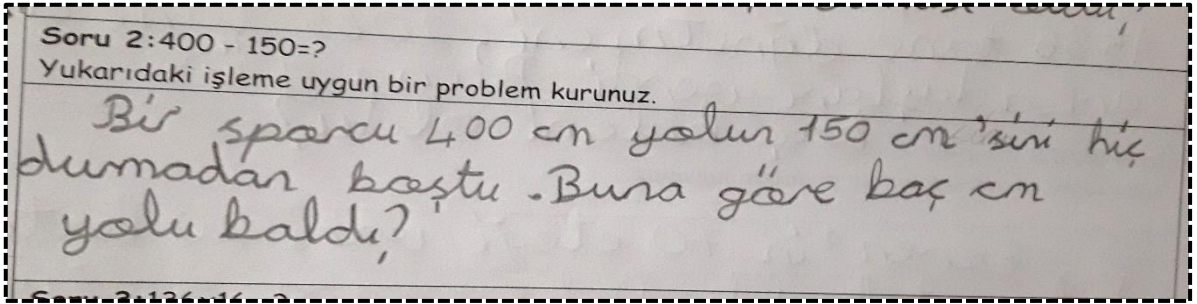 Soru 2:400 - 150=?
Yukarıdaki işleme uygun bir problem kurunuz.
Bir sporcu 400 cm yolun 150 cm'sini hiç
durmadan koştu. Buna göre kaç cm
yolu kaldı?